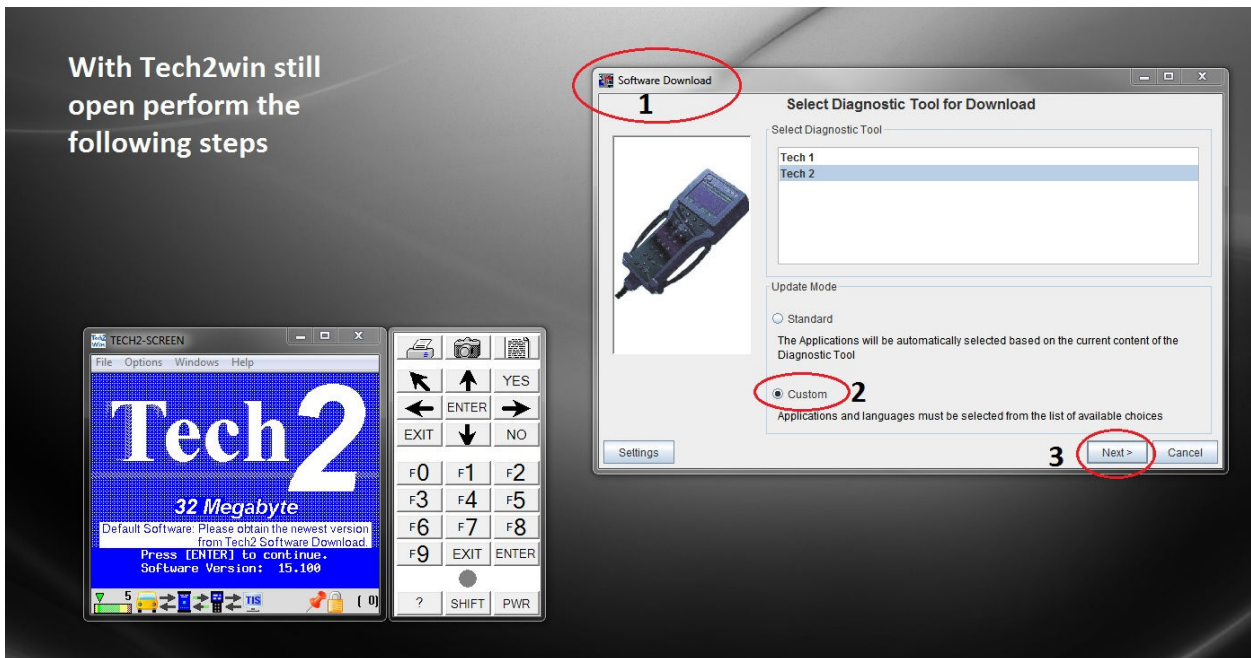 With Tech2win still
open perform the
following steps
Software Download
1
Select Diagnostic Tool for Download
Select Diagnostic Tool
Tech 1
Tech 2
Update Mode
Standard
The Applications will be automatically selected based on the current content of the
Diagnostic Tool
Custom
2
Applications and languages must be selected from the list of available choices
Settings
3
Next >
Cancel
TECH2-SCREEN
File Options Windows Help
Tech 2
32 Megabyte
Default Software: Please obtain the newest version
from Tech2 Software Download.
Press [ENTER] to continue.
Software Version: 15.100
5
TIS
( 0)
YES
ENTER
EXIT
NO
F0 F1 F2
F3 F4 F5
F6 F7 F8
F9 EXIT ENTER
? SHIFT PWR